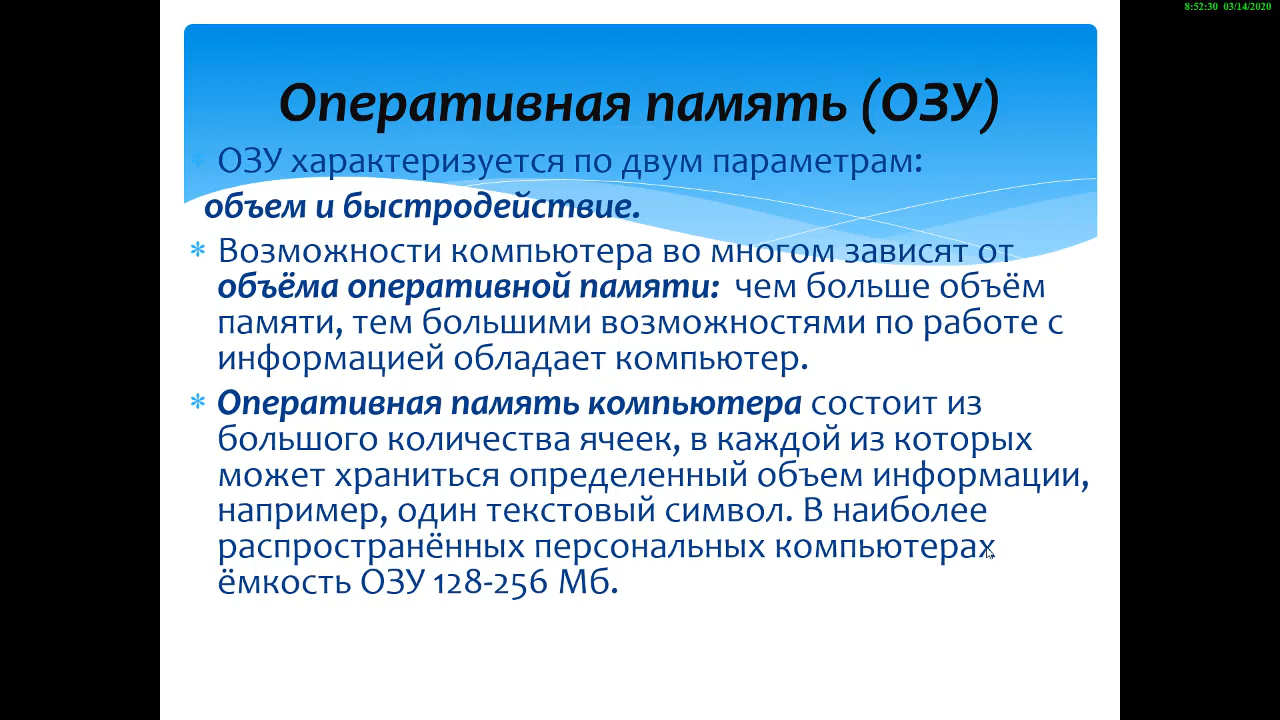 8:52:30 03/14/2020
Оперативная память (ОЗУ)
ОЗУ характеризуется по двум параметрам:
объем и быстродействие.
Возможности компьютера во многом зависят от
объёма оперативной памяти: чем больше объём
памяти, тем большими возможностями по работе с
информацией обладает компьютер.
Оперативная память компьютера состоит из
большого количества ячеек, в каждой из которых
может храниться определенный объем информации,
например, один текстовый символ. В наиболее
распространённых персональных компьютерах
ёмкость ОЗУ 128-256 Мб.